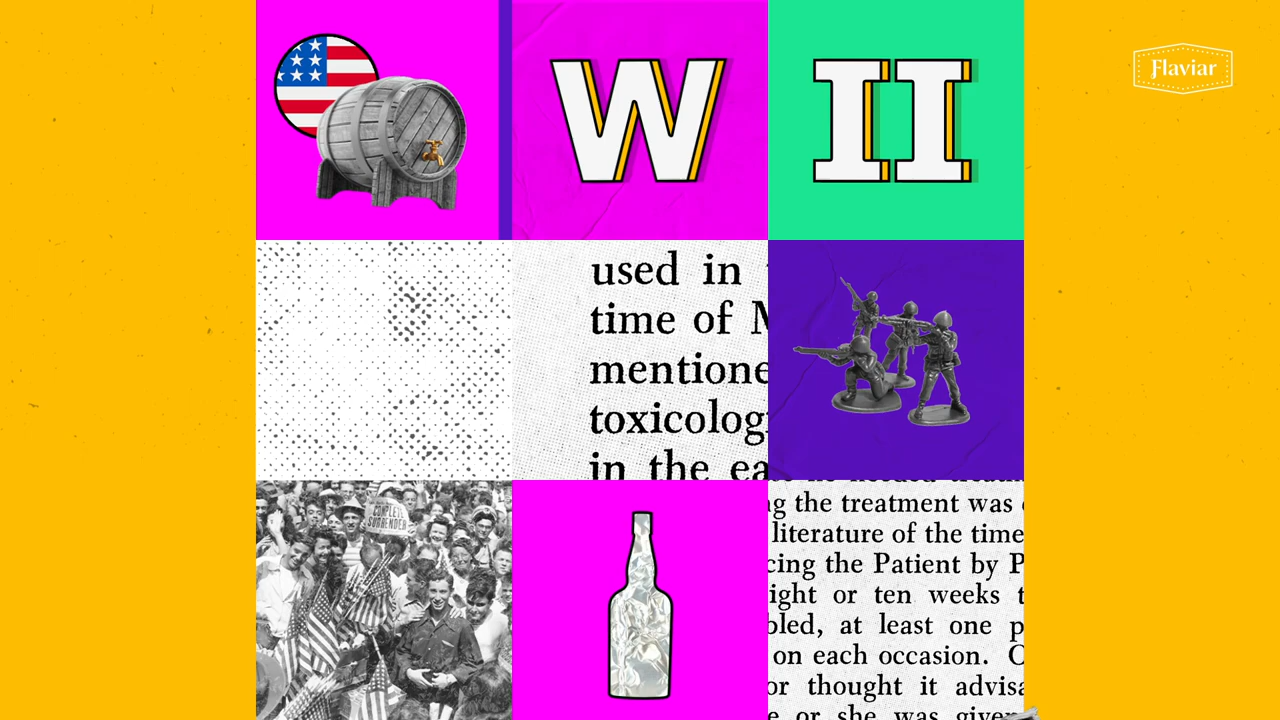 W
II
Flaviar
used in
time of M
mentione
toxicolog
in the ea
COMPLETE
SURRENDER
ng the treatment was
literature of the time
cing the Patient by P
ight or ten weeks t
bled, at least one p
on each occasion. O
or thought it advisa
e or she was given